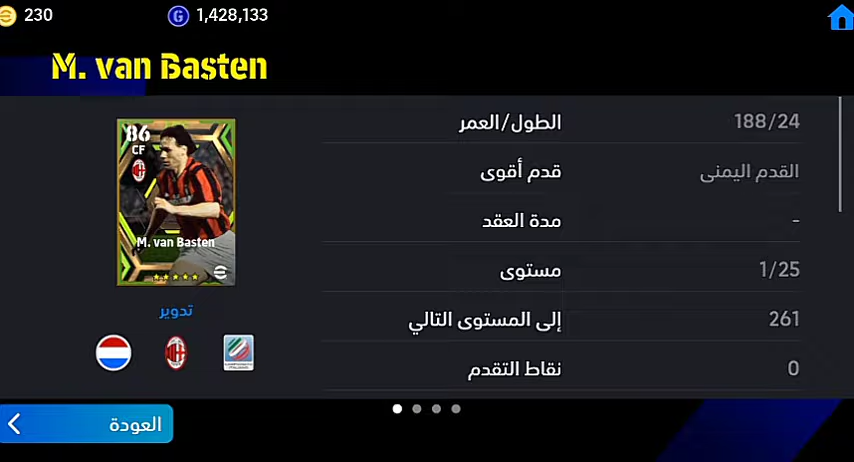 230
1,428,133
M. van Basten
86
CF
M. van Basten
تدوير
الطول/العمر 188/24
قدم أقوى القدم اليمنى
مدة العقد -
مستوى 1/25
إلى المستوى التالي 261
نقاط التقدم 0
العودة